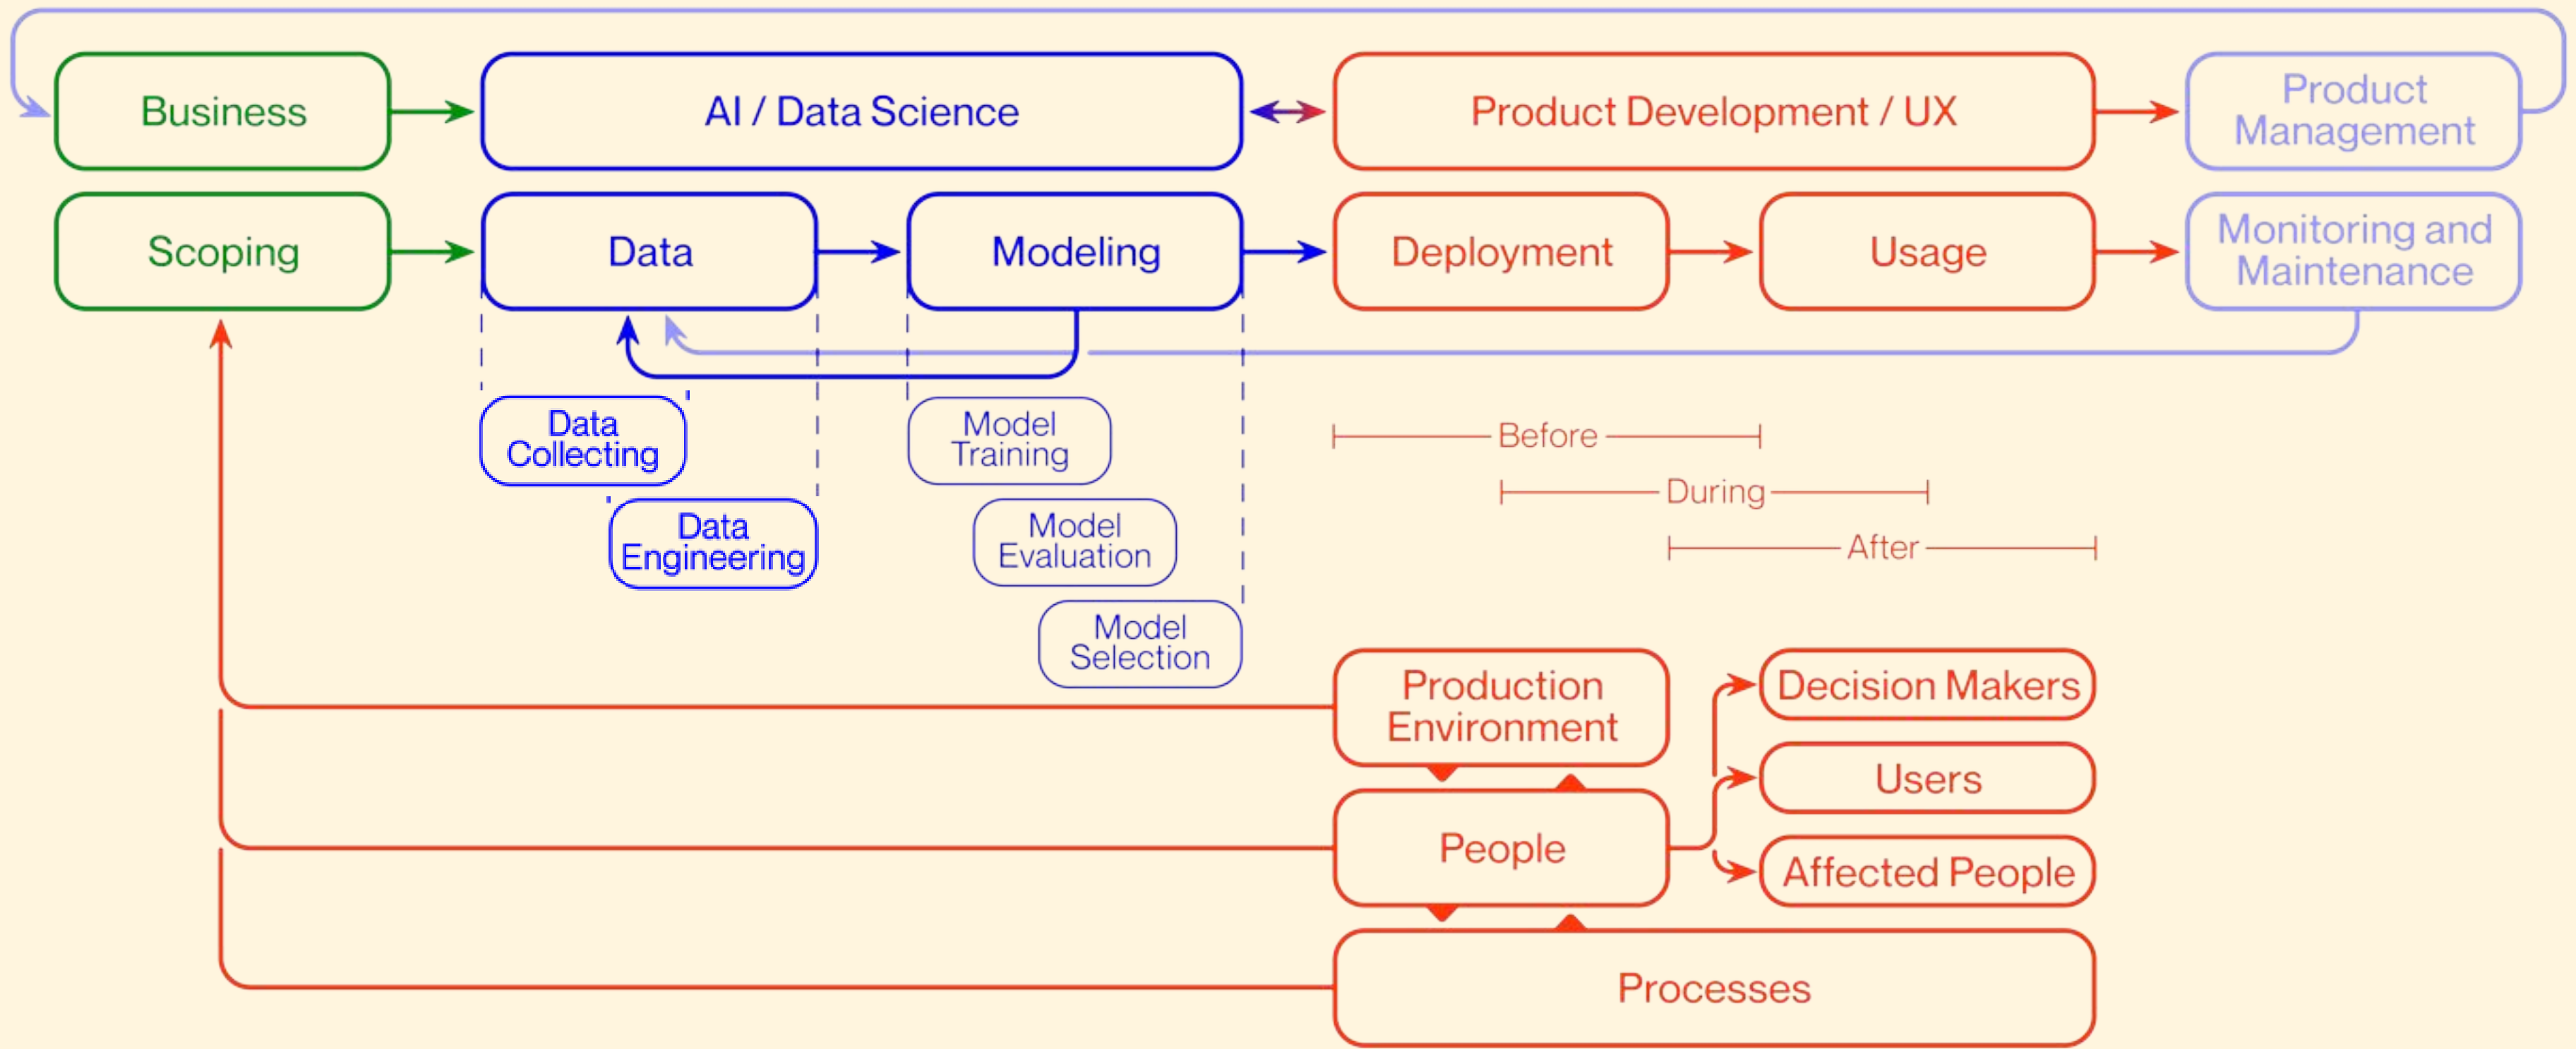 Business
AI / Data Science
Product Development / UX
Product
Management
Scoping
Data
Modeling
Deployment
Usage
Monitoring and
Maintenance
Data
Collecting
Data
Engineering
Model
Training
Model
Evaluation
Model
Selection
Before
During
After
Production
Environment
Decision Makers
Users
People
Affected People
Processes